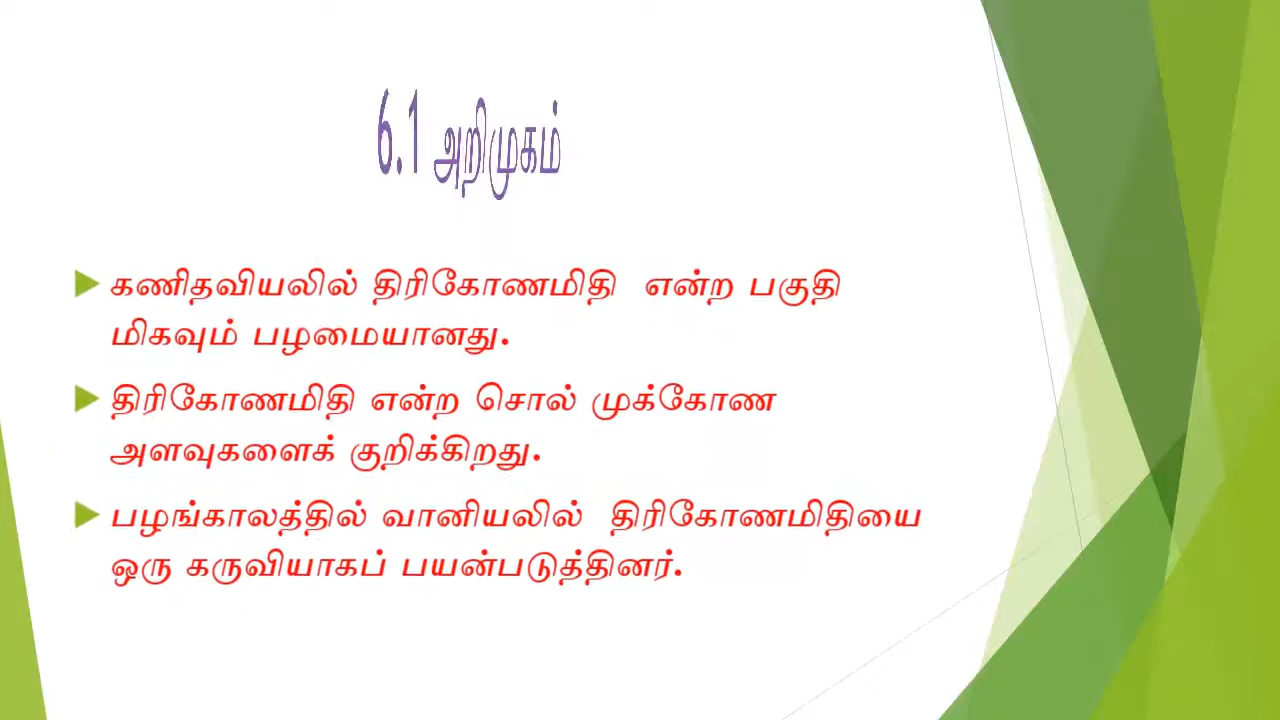 6.1 அறிமுகம்
கணிதவியலில் திரிகோணமிதி என்ற பகுதி
மிகவும் பழமையானது.
திரிகோணமிதி என்ற சொல் முக்கோண
அளவுகளைக் குறிக்கிறது.
பழங்காலத்தில் வானியலில் திரிகோணமிதியை
ஒரு கருவியாகப் பயன்படுத்தினர்.